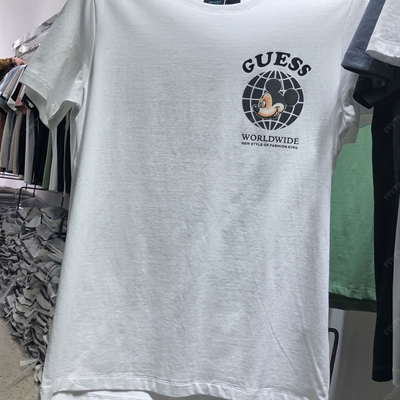 GUESS
WORLDWIDE
NEW STYLE OF FASHION KING